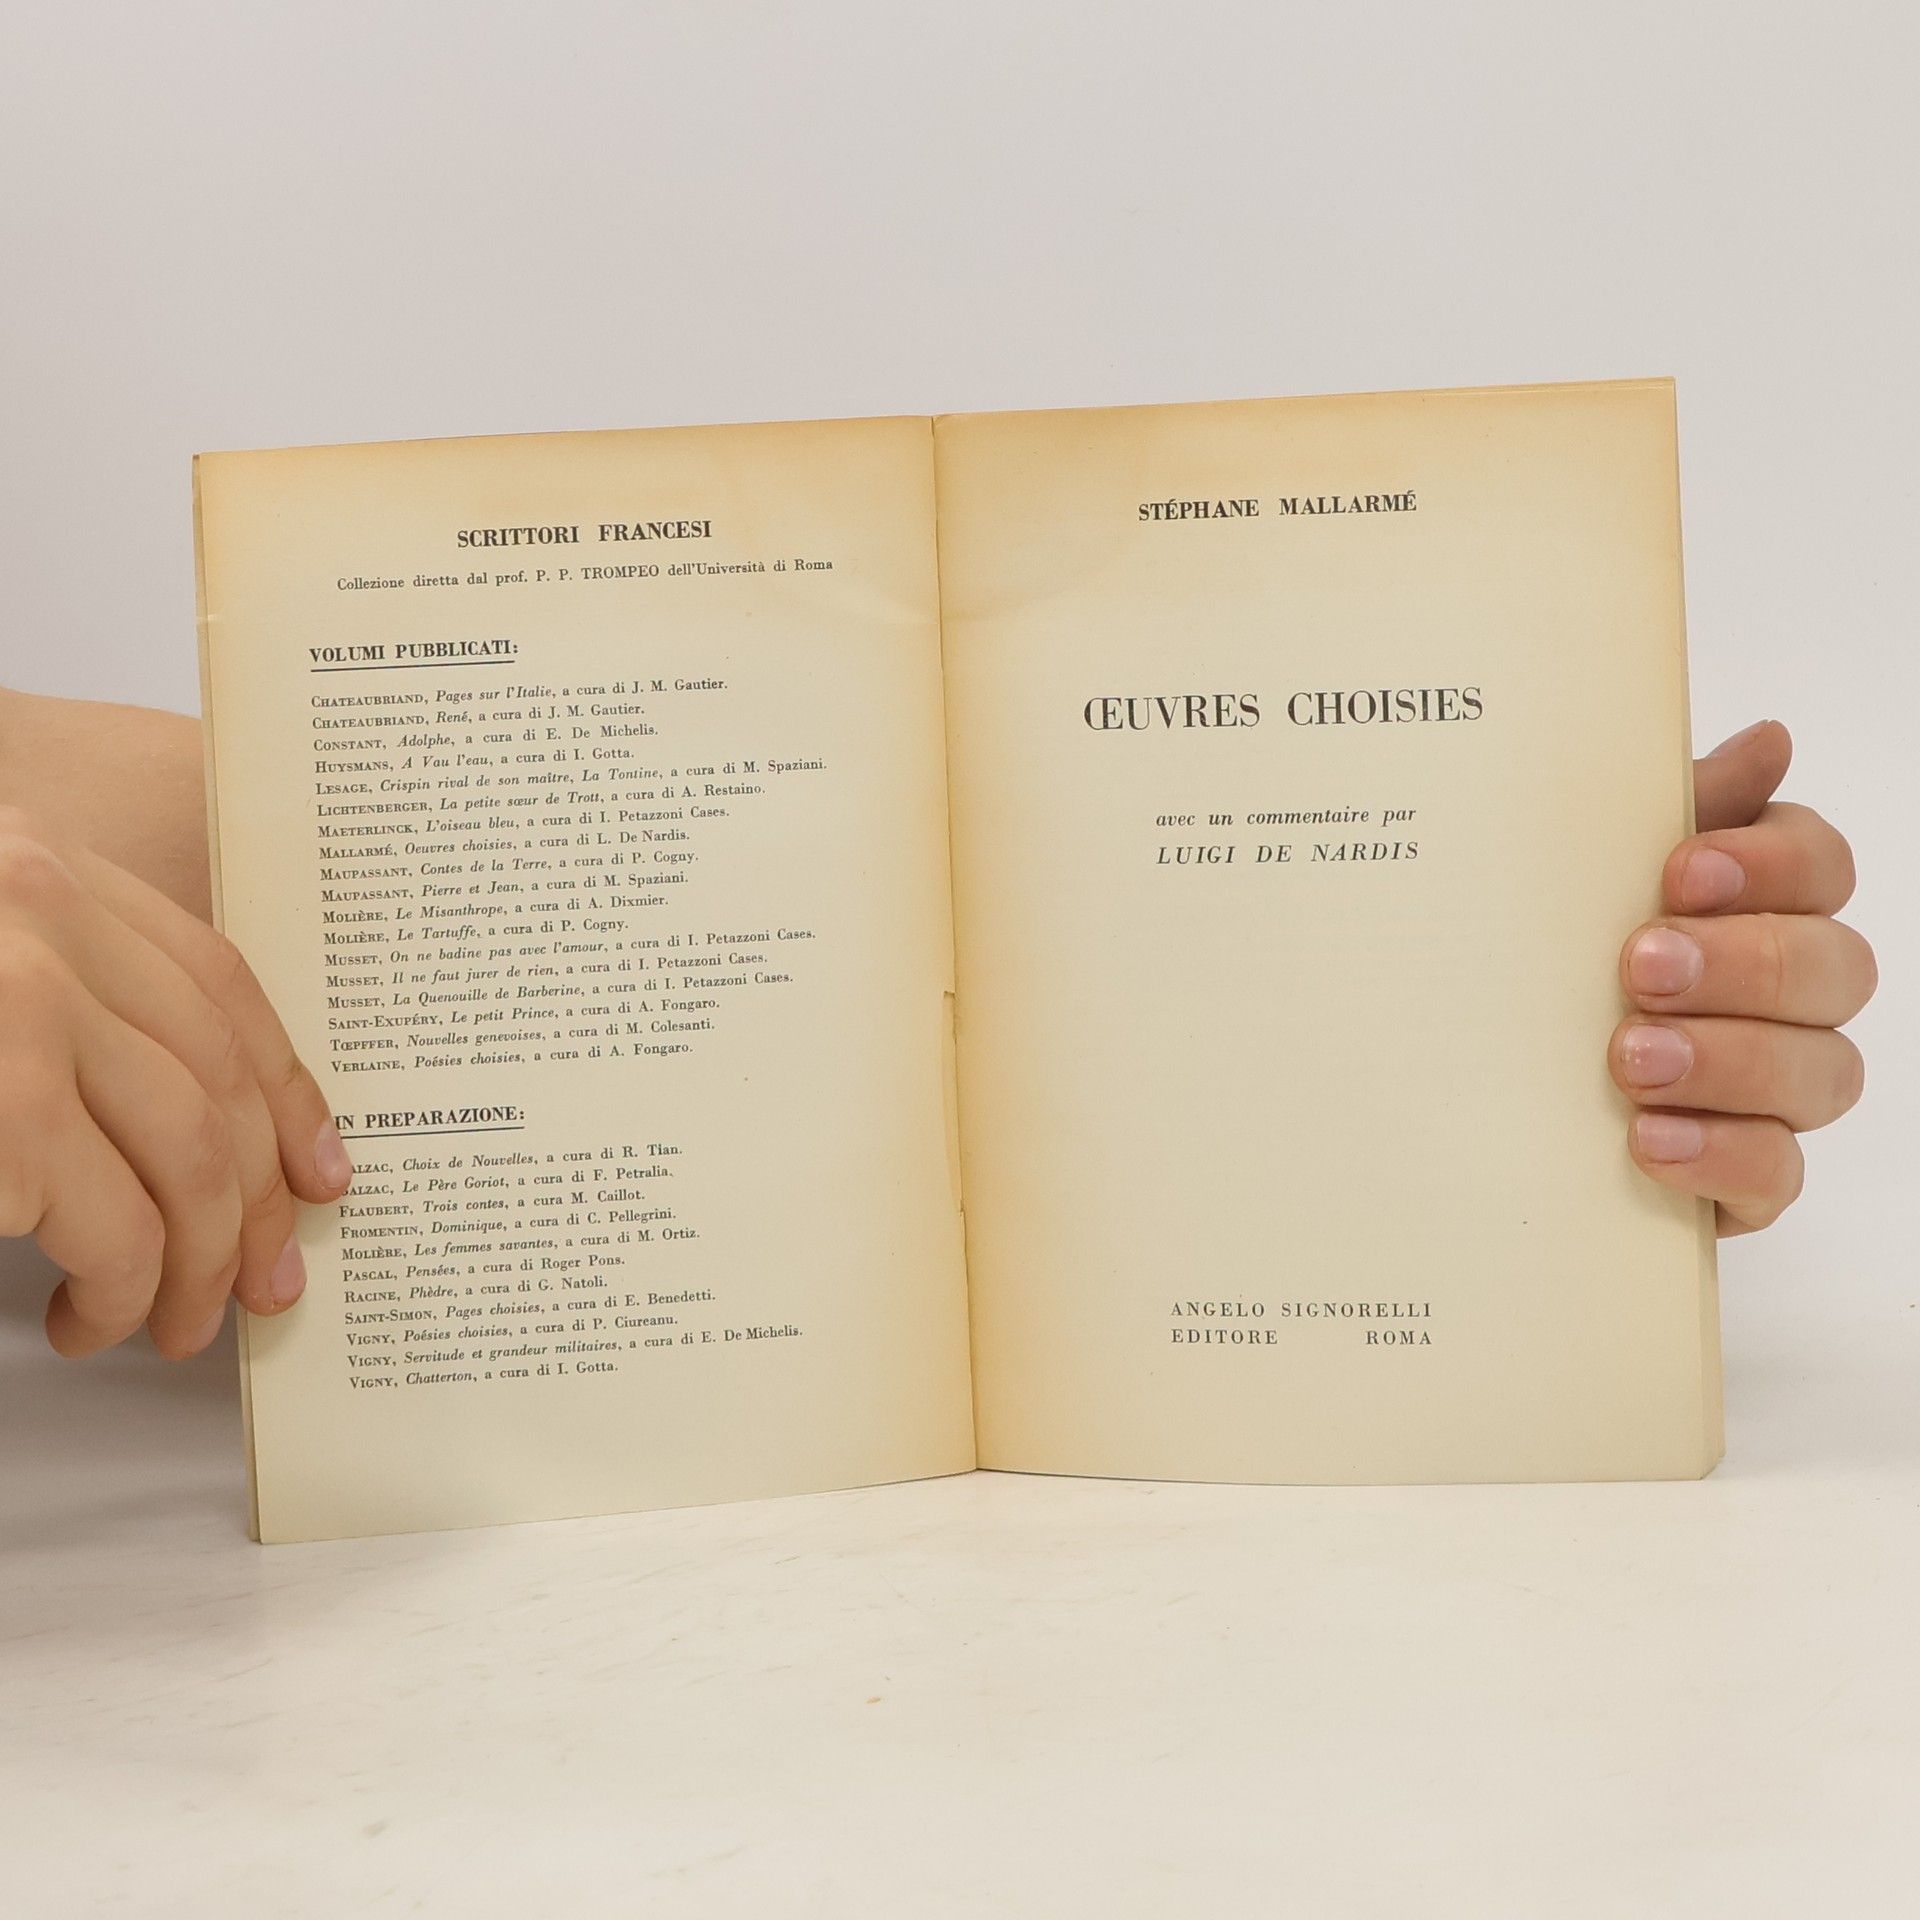 SCRITTORI FRANCESI
Collezione diretta dal prof. P. P. TROMPEO dell'Università di Roma
VOLUMI PUBBLICATI:
CHATEAUBRIAND, Pages sur l'Italie, a cura di J. M. Gautier.
CHATEAUBRIAND, René, a cura di J. M. Gautier.
CONSTANT, Adolphe, a cura di E. De Michelis.
HUYSMANS, A Vau l'eau, a cura di I. Gotta.
LESAGE, Crispin rival de son maître, La Tontine, a cura di M. Spaziani.
LICHTENBERGER, La petite sœur de Trott, a cura di A. Restaino.
MAETERLINCK, L'oiseau bleu, a cura di I. Petazzoni Cases.
MALLARMÉ, Oeuvres choisies, a cura di L. De Nardis.
MAUPASSANT, Contes de la Terre, a cura di P. Cogny.
MAUPASSANT, Pierre et Jean, a cura di M. Spaziani.
MOLIÈRE, Le Misanthrope, a cura di A. Dixmier.
MOLIÈRE, Le Tartuffe, a cura di P. Cogny.
MUSSET, On ne badine pas avec l'amour, a cura di I. Petazzoni Cases.
MUSSET, Il ne faut jurer de rien, a cura di I. Petazzoni Cases.
MUSSET, La Quenouille de Barberine, a cura di I. Petazzoni Cases.
SAINT-EXUPÉRY, Le petit Prince, a cura di A. Fongaro.
TŒPFFER, Nouvelles genevoises, a cura di M. Colesanti.
VERLAINE, Poésies choisies, a cura di A. Fongaro.
IN PREPARAZIONE:
ALZAC, Choix de Nouvelles, a cura di R. Tian.
BALZAC, Le Père Goriot, a cura di F. Petralia.
FLAUBERT, Trois contes, a cura M. Caillot.
FROMENTIN, Dominique, a cura di C. Pellegrini.
MOLIÈRE, Les femmes savantes, a cura di M. Ortiz.
PASCAL, Pensées, a cura di Roger Pons.
RACINE, Phèdre, a cura di G. Natoli.
SAINT-SIMON, Pages choisies, a cura di E. Benedetti.
VIGNY, Poésies choisies, a cura di P. Ciureanu.
VIGNY, Servitude et grandeur militaires, a cura di E. De Michelis.
VIGNY, Chatterton, a cura di I. Gotta.
STÉPHANE MALLARMÉ
ŒUVRES CHOISIES
avec un commentaire par
LUIGI DE NARDIS
ANGELO SIGNORELLI
EDITORE ROMA